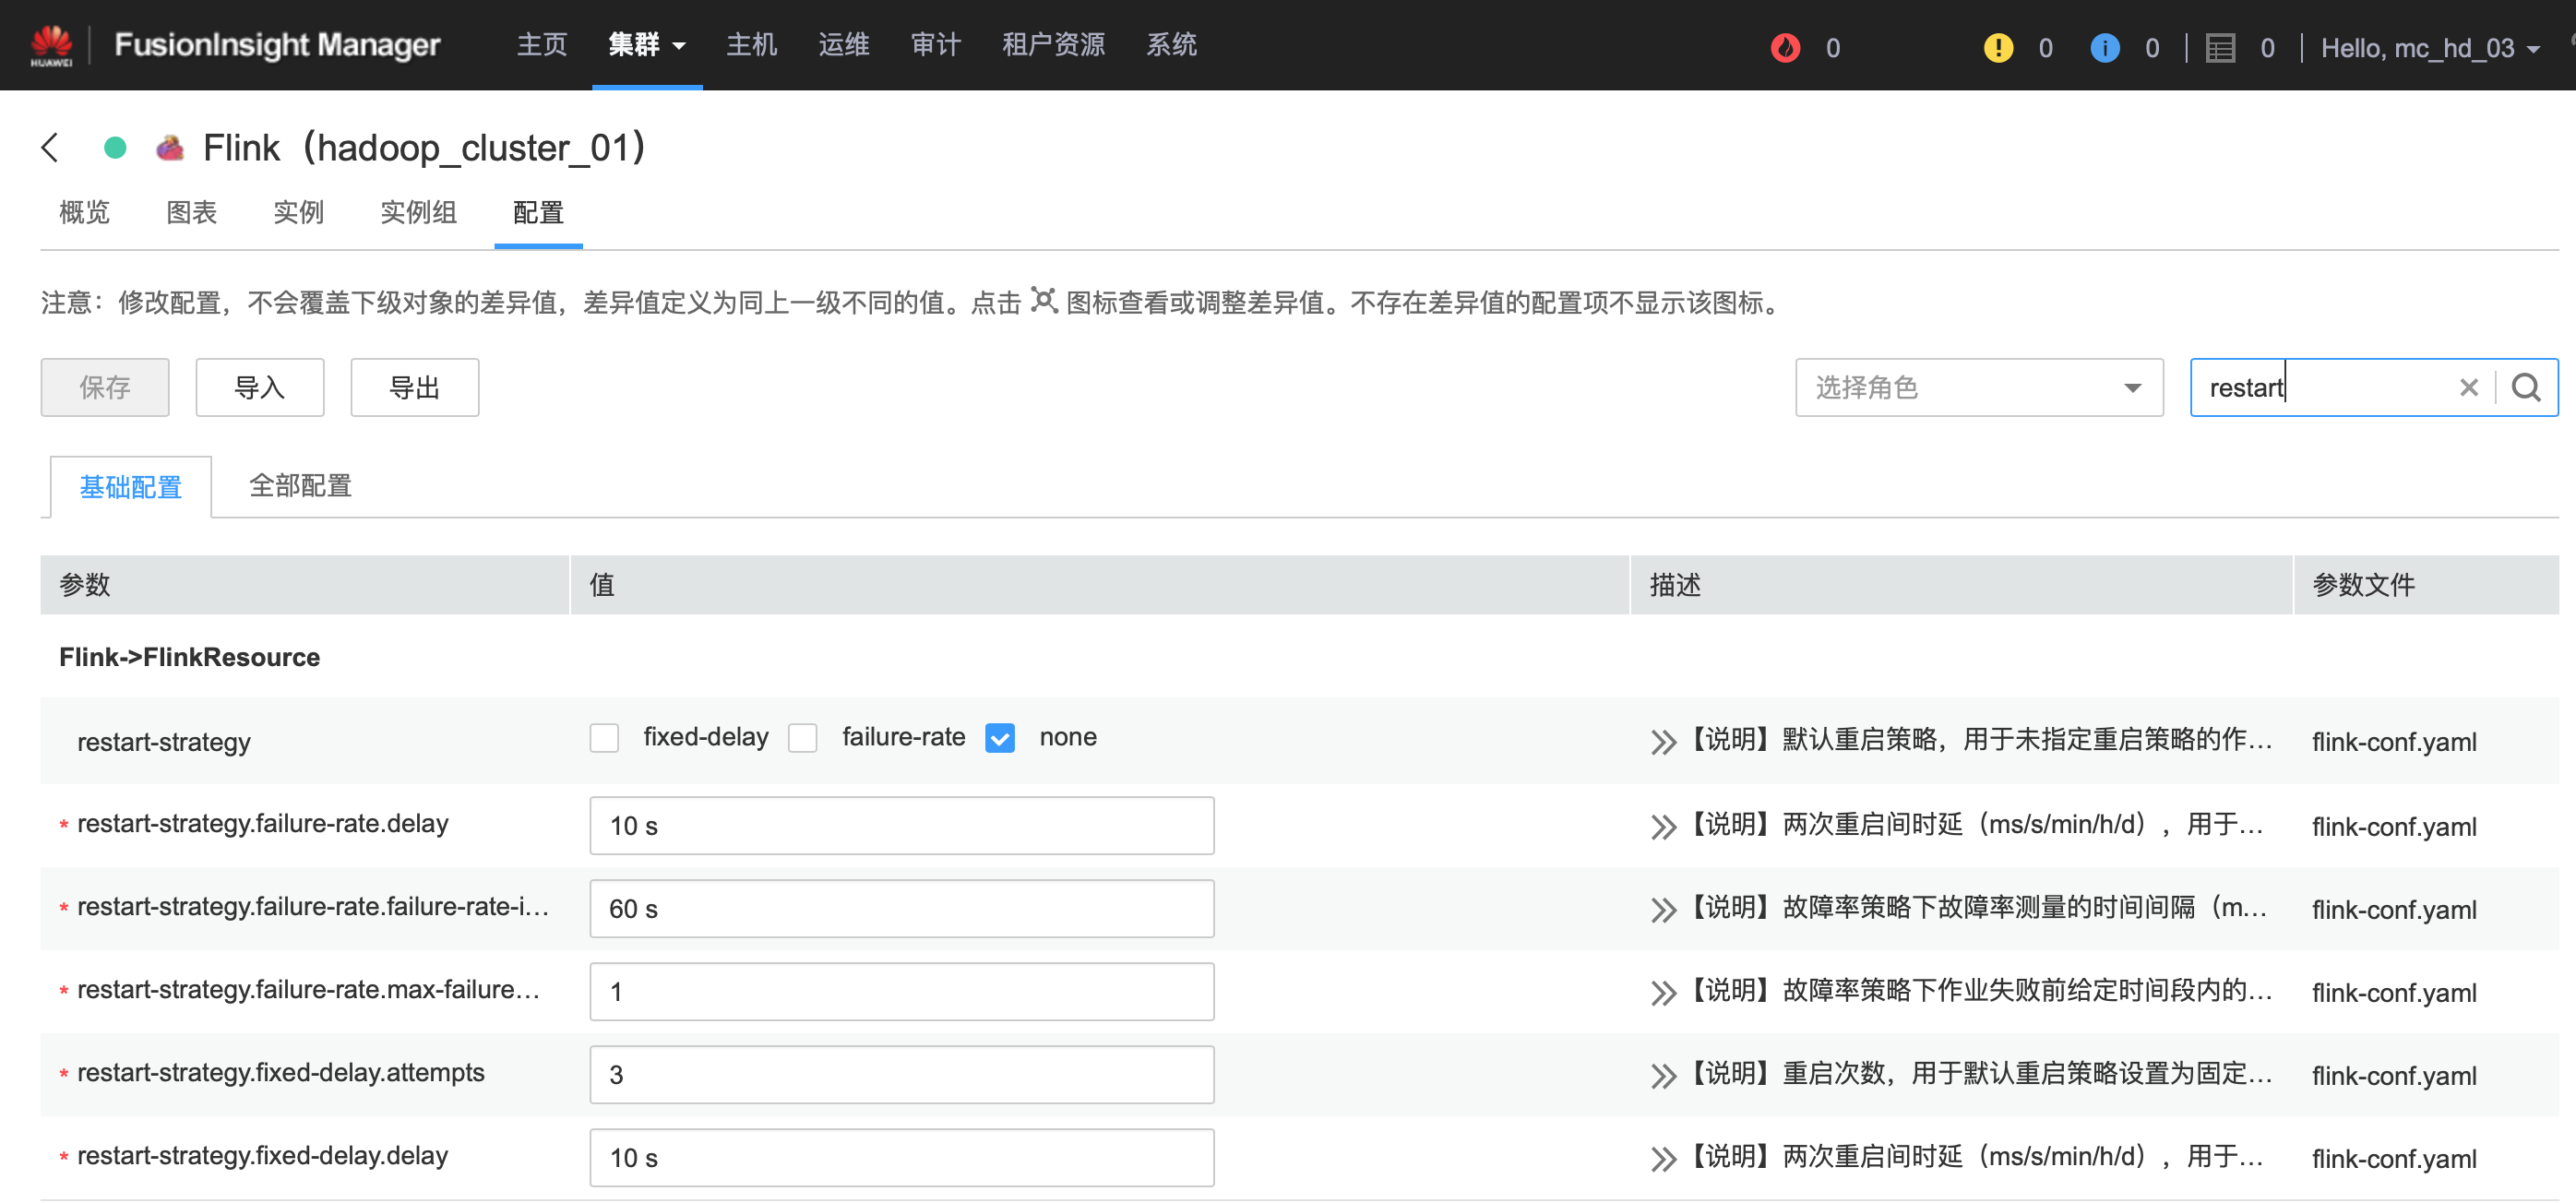 HUAWEI FusionInsight Manager 主页 集群 主机 运维 审计 租户资源 系统 0 0 0 0 Hello, mc_hd_03
Flink（hadoop_cluster_01）
概览 图表 实例 实例组 配置
注意：修改配置，不会覆盖下级对象的差异值，差异值定义为同上一级不同的值。点击 图标查看或调整差异值。不存在差异值的配置项不显示该图标。
保存 导入 导出 选择角色 restart
基础配置 全部配置
参数 值 描述 参数文件
Flink->FlinkResource
restart-strategy fixed-delay failure-rate none 【说明】默认重启策略，用于未指定重启策略的作... flink-conf.yaml
* restart-strategy.failure-rate.delay 10 s 【说明】两次重启间时延（ms/s/min/h/d），用于... flink-conf.yaml
* restart-strategy.failure-rate.failure-rate-i... 60 s 【说明】故障率策略下故障率测量的时间间隔（m... flink-conf.yaml
* restart-strategy.failure-rate.max-failure... 1 【说明】故障率策略下作业失败前给定时间段内的... flink-conf.yaml
* restart-strategy.fixed-delay.attempts 3 【说明】重启次数，用于默认重启策略设置为固定... flink-conf.yaml
* restart-strategy.fixed-delay.delay 10 s 【说明】两次重启间时延（ms/s/min/h/d），用于... flink-conf.yaml